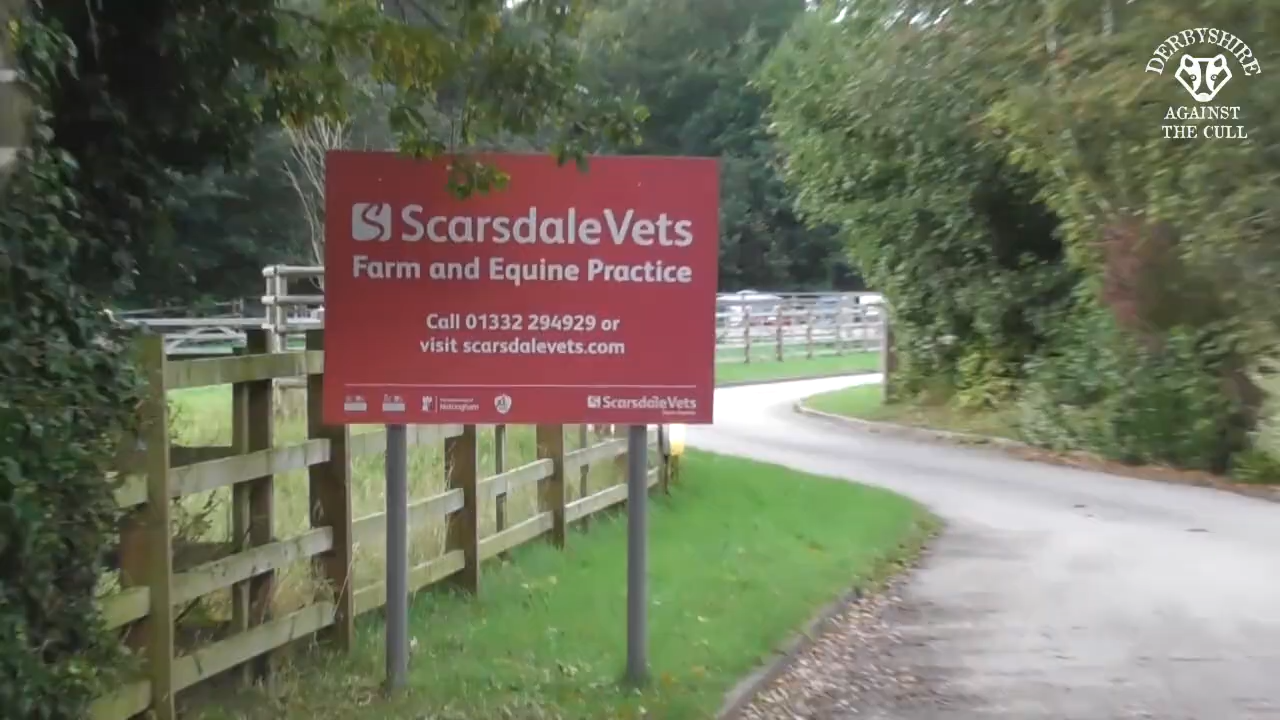 DERBYSHIRE
AGAINST
THE CULL
ScarsdaleVets
Farm and Equine Practice
Call 01332 294929 or
visit scarsdalevets.com
Nottingham
ScarsdaleVets